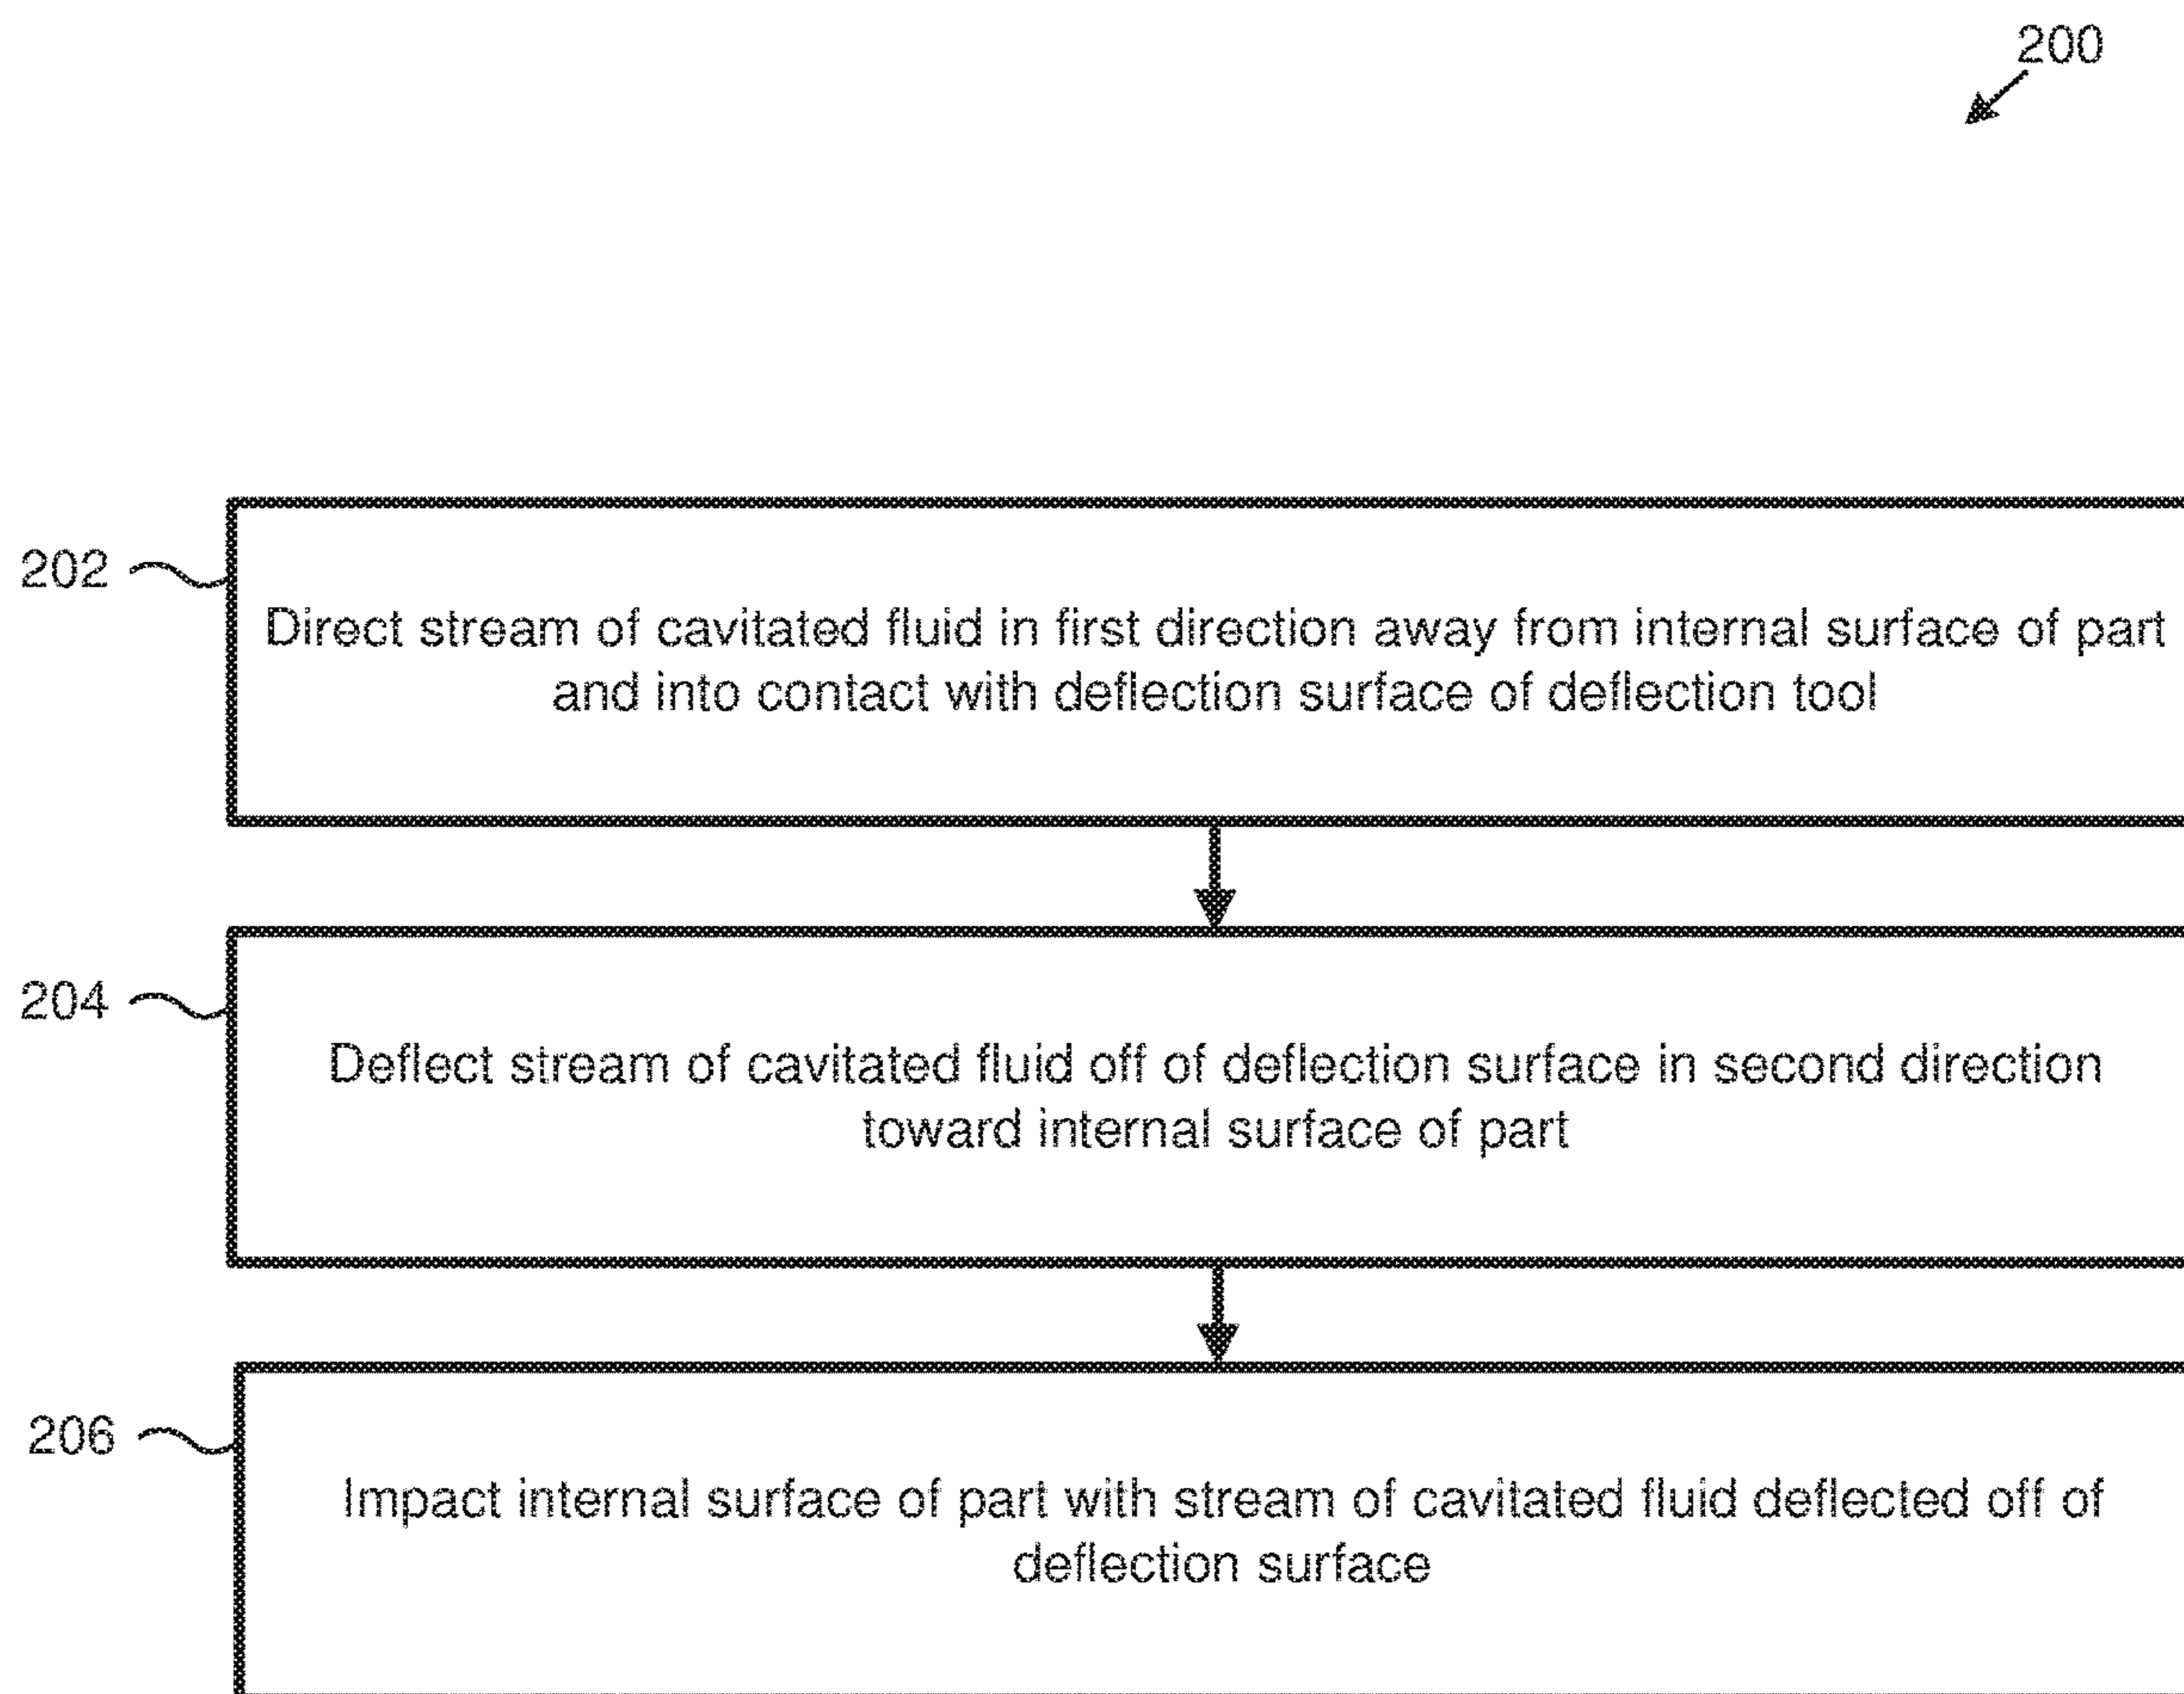 200
202
Direct stream of cavitated fluid in first direction away from internal surface of part
and into contact with deflection surface of deflection tool
204
Deflect stream of cavitated fluid off of deflection surface in second direction
toward internal surface of part
206
Impact internal surface of part with stream of cavitated fluid deflected off of
deflection surface